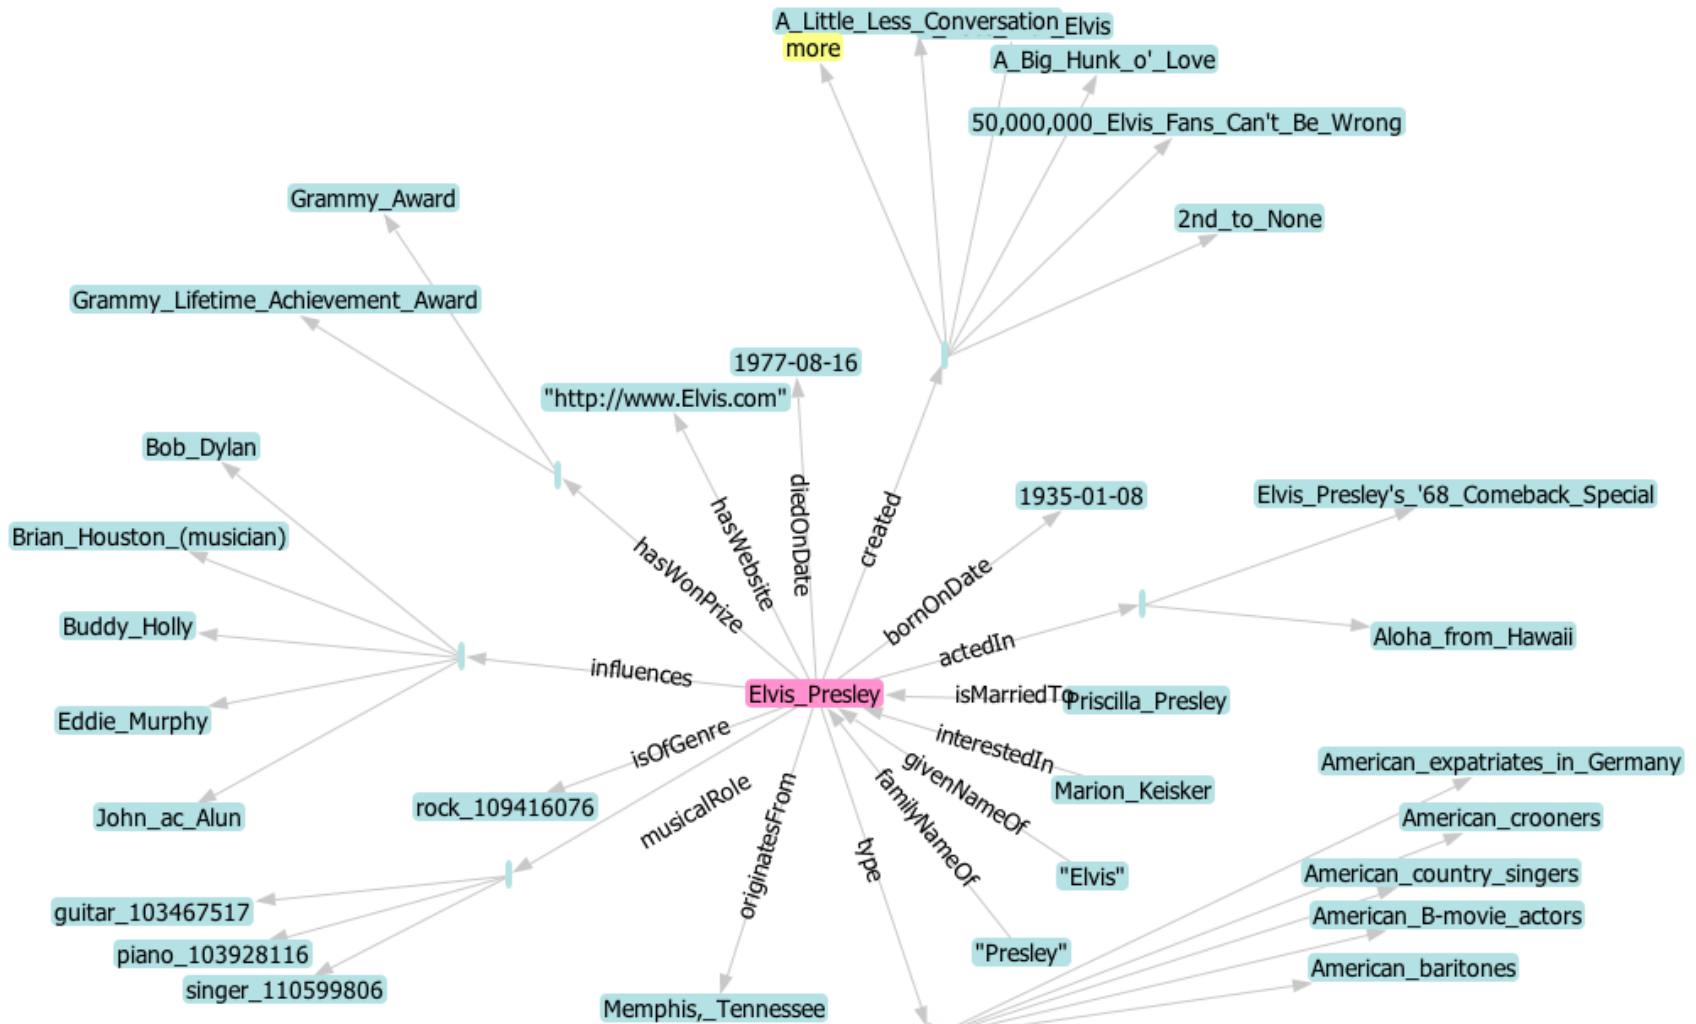 A_Little_Less_Conversation
_Elvis
more
A_Big_Hunk_o'_Love
50,000,000_Elvis_Fans_Can't_Be_Wrong
Grammy_Award
2nd_to_None
Grammy_Lifetime_Achievement_Award
1977-08-16
"http://www.Elvis.com"
Bob_Dylan
1935-01-08
Elvis_Presley's_'68_Comeback_Special
diedOnDate
hasWebsite
created
Brian_Houston_(musician)
hasWonPrize
bornOnDate
Buddy_Holly
Aloha_from_Hawaii
actedIn
influences
Elvis_Presley
isMarriedTo
Priscilla_Presley
Eddie_Murphy
isOfGenre
interestedIn
American_expatriates_in_Germany
Marion_Keisker
givenNameOf
rock_109416076
musicalRole
John_ac_Alun
familyNameOf
originatesFrom
American_crooners
type
"Elvis"
American_country_singers
guitar_103467517
American_B-movie_actors
piano_103928116
"Presley"
American_baritones
singer_110599806
Memphis,_Tennessee